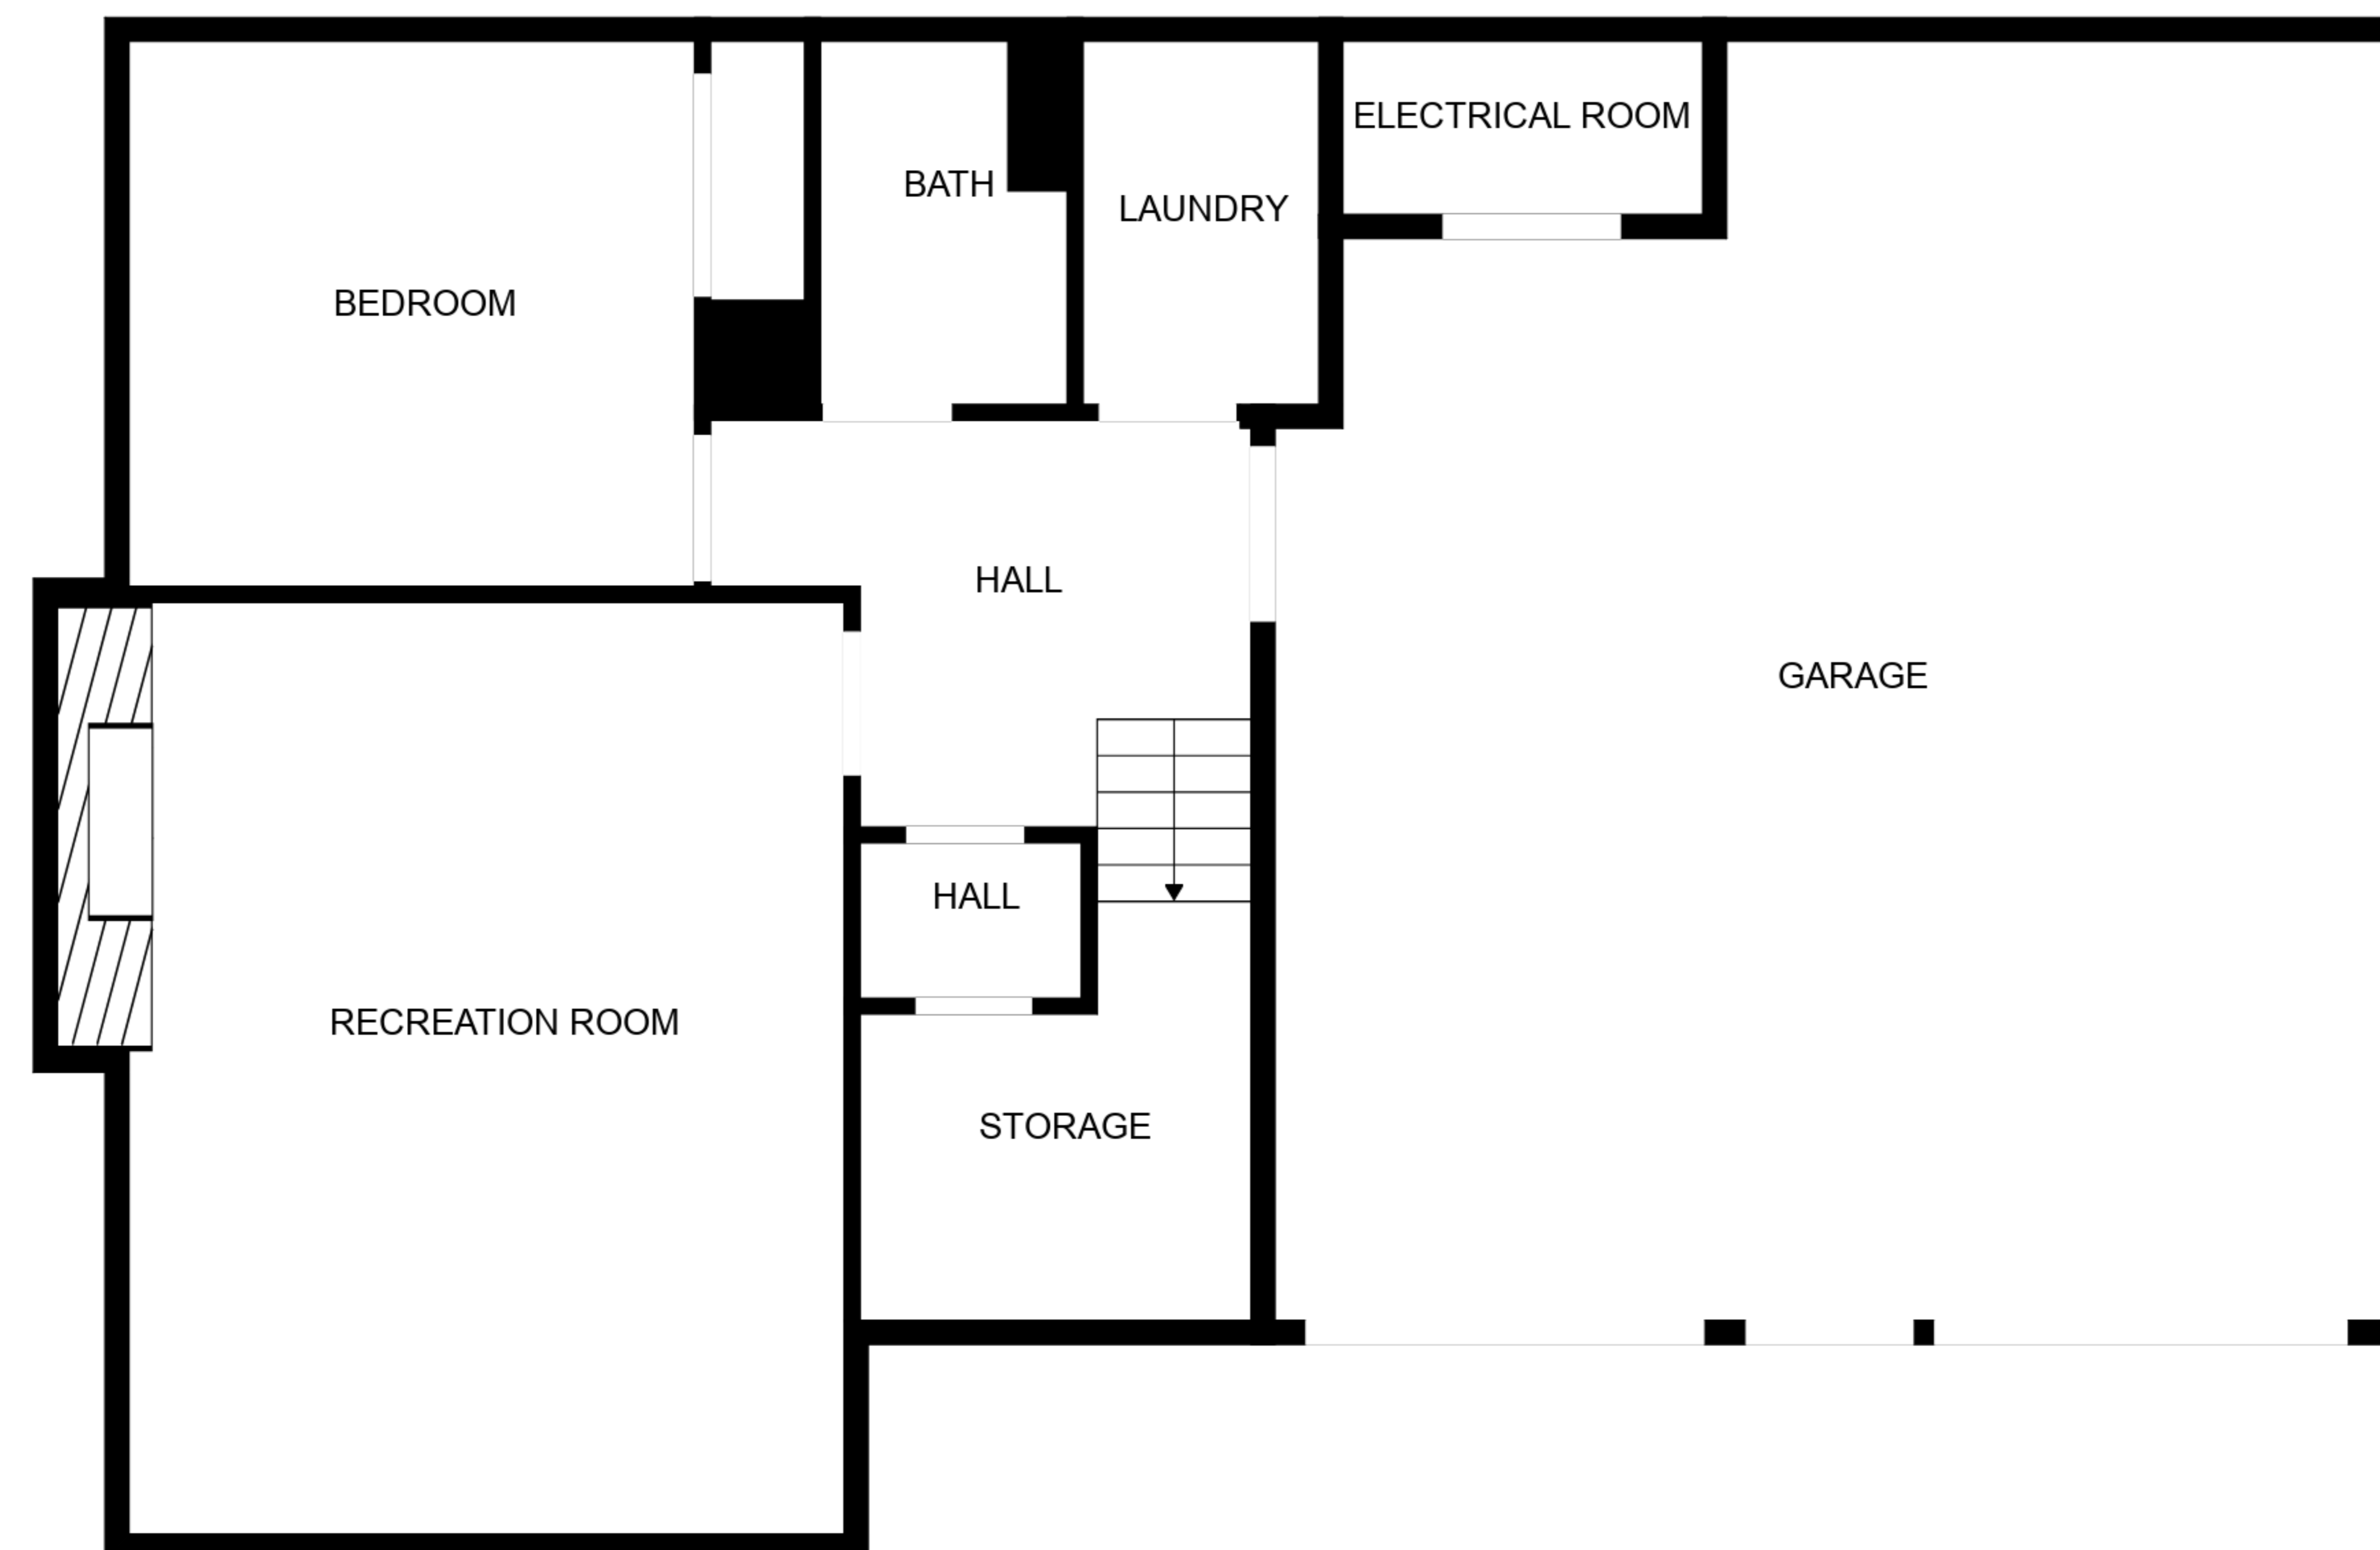 ELECTRICAL ROOM
BATH
LAUNDRY
BEDROOM
HALL
GARAGE
HALL
RECREATION ROOM
STORAGE